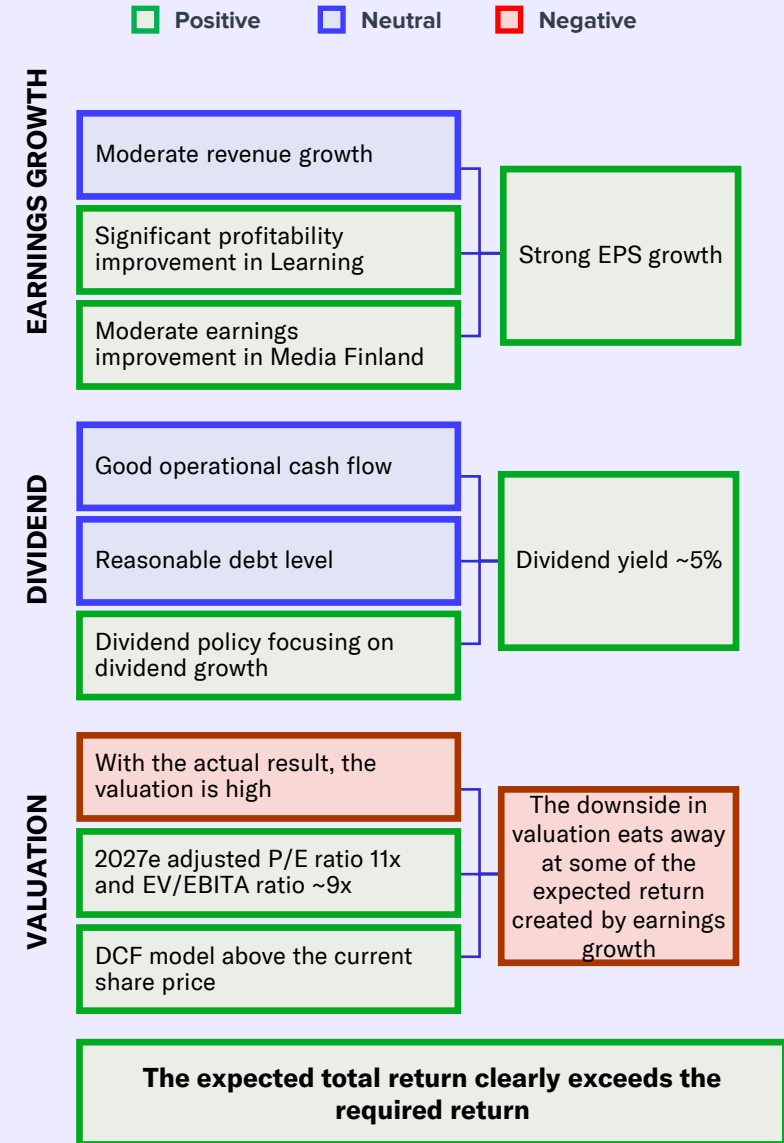 Positive
Neutral
Negative
EARNINGS GROWTH
Moderate revenue growth
Significant profitability
improvement in Learning
Moderate earnings
improvement in Media Finland
Strong EPS growth
DIVIDEND
Good operational cash flow
Reasonable debt level
Dividend policy focusing on
dividend growth
Dividend yield ~5%
VALUATION
With the actual result, the
valuation is high
2027e adjusted P/E ratio 11x
and EV/EBITA ratio ~9x
DCF model above the current
share price
The downside in
valuation eats away
at some of the
expected return
created by earnings
growth
The expected total return clearly exceeds the
required return